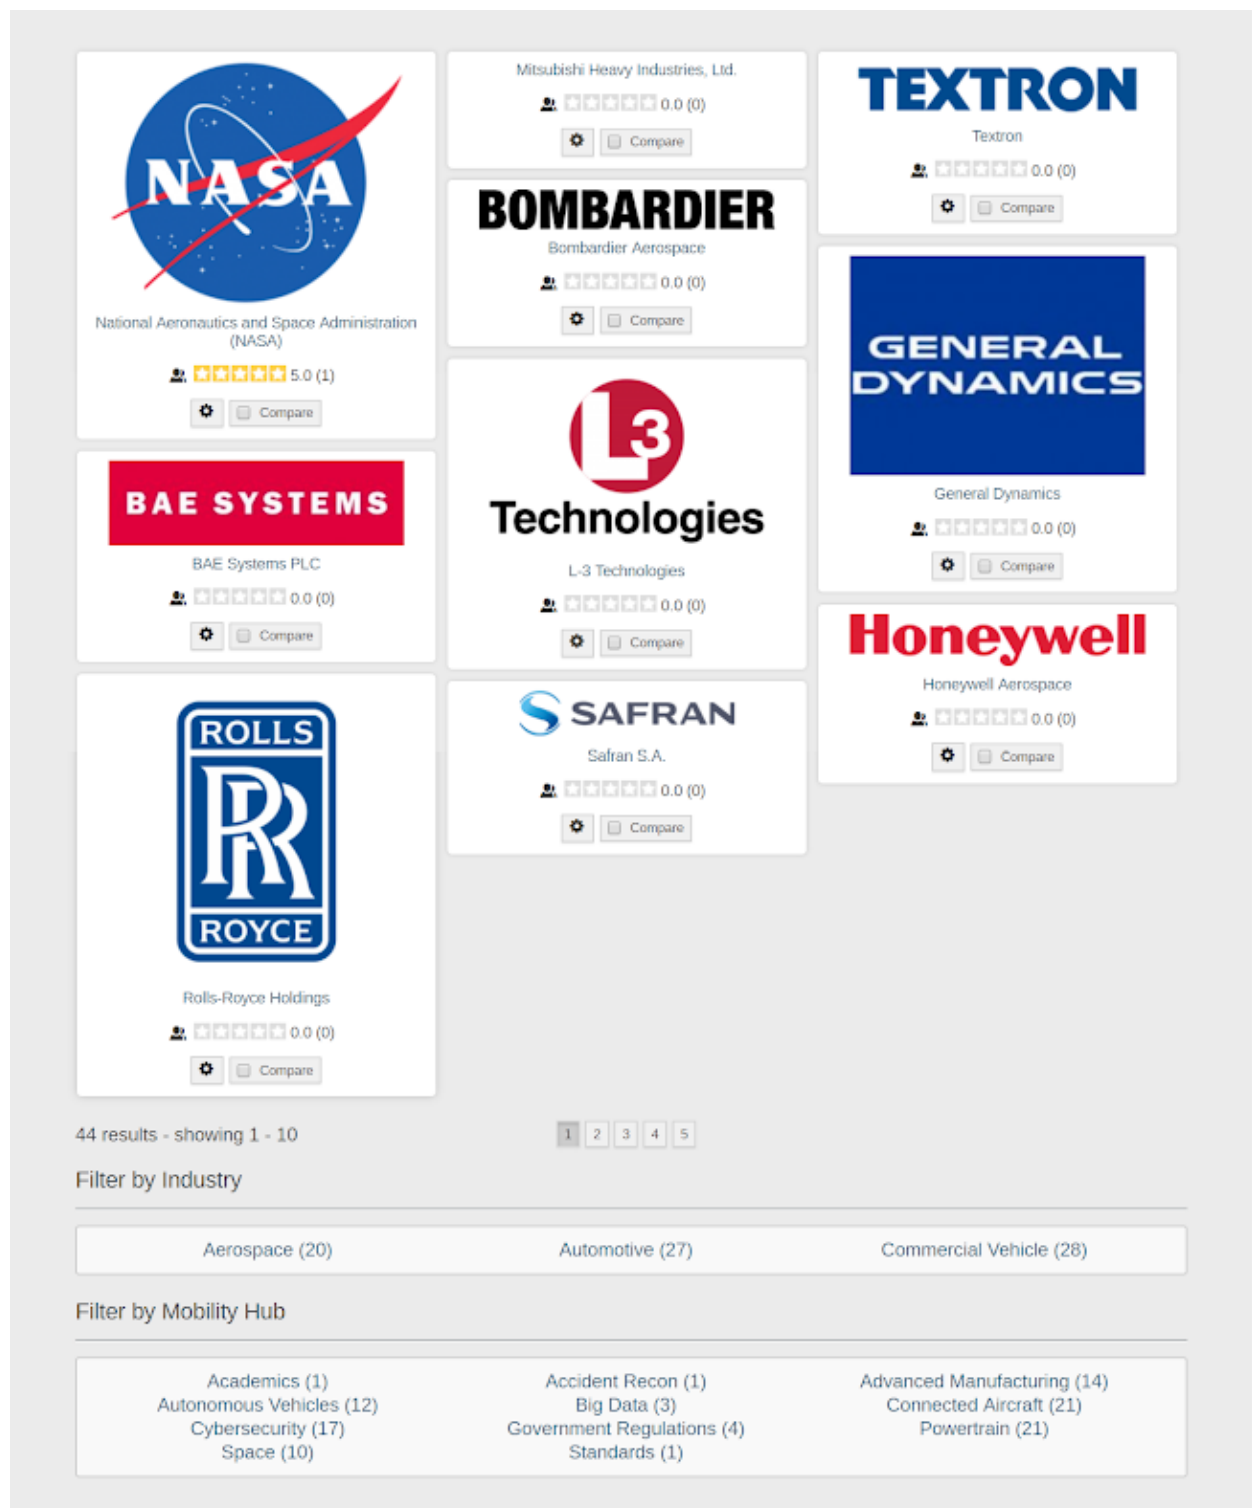 NASA
National Aeronautics and Space Administration
(NASA)
5.0 (1)
Compare
BAE SYSTEMS
BAE Systems PLC
0.0 (0)
Compare
ROLLS
RR
ROYCE
Rolls-Royce Holdings
0.0 (0)
Compare
Mitsubishi Heavy Industries, Ltd.
0.0 (0)
Compare
BOMBARDIER
Bombardier Aerospace
0.0 (0)
Compare
L3
Technologies
L-3 Technologies
0.0 (0)
Compare
SAFRAN
Safran S.A.
0.0 (0)
Compare
TEXTRON
Textron
0.0 (0)
Compare
GENERAL
DYNAMICS
General Dynamics
0.0 (0)
Compare
Honeywell
Honeywell Aerospace
0.0 (0)
Compare
44 results - showing 1 - 10
1 2 3 4 5
Filter by Industry
Aerospace (20) Automotive (27) Commercial Vehicle (28)
Filter by Mobility Hub
Academics (1) Accident Recon (1) Advanced Manufacturing (14)
Autonomous Vehicles (12) Big Data (3) Connected Aircraft (21)
Cybersecurity (17) Government Regulations (4) Powertrain (21)
Space (10) Standards (1)